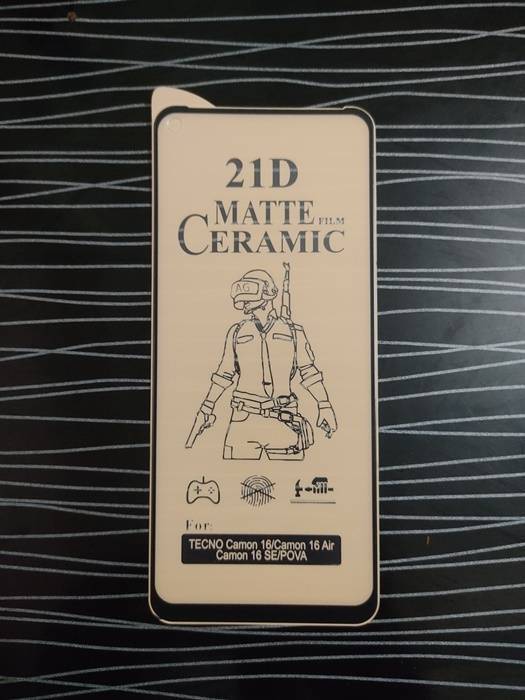 21D
MATTE FILM
CERAMIC
AG
For:
TECNO Camon 16/Camon 16 Air
Camon 16 SE/POVA